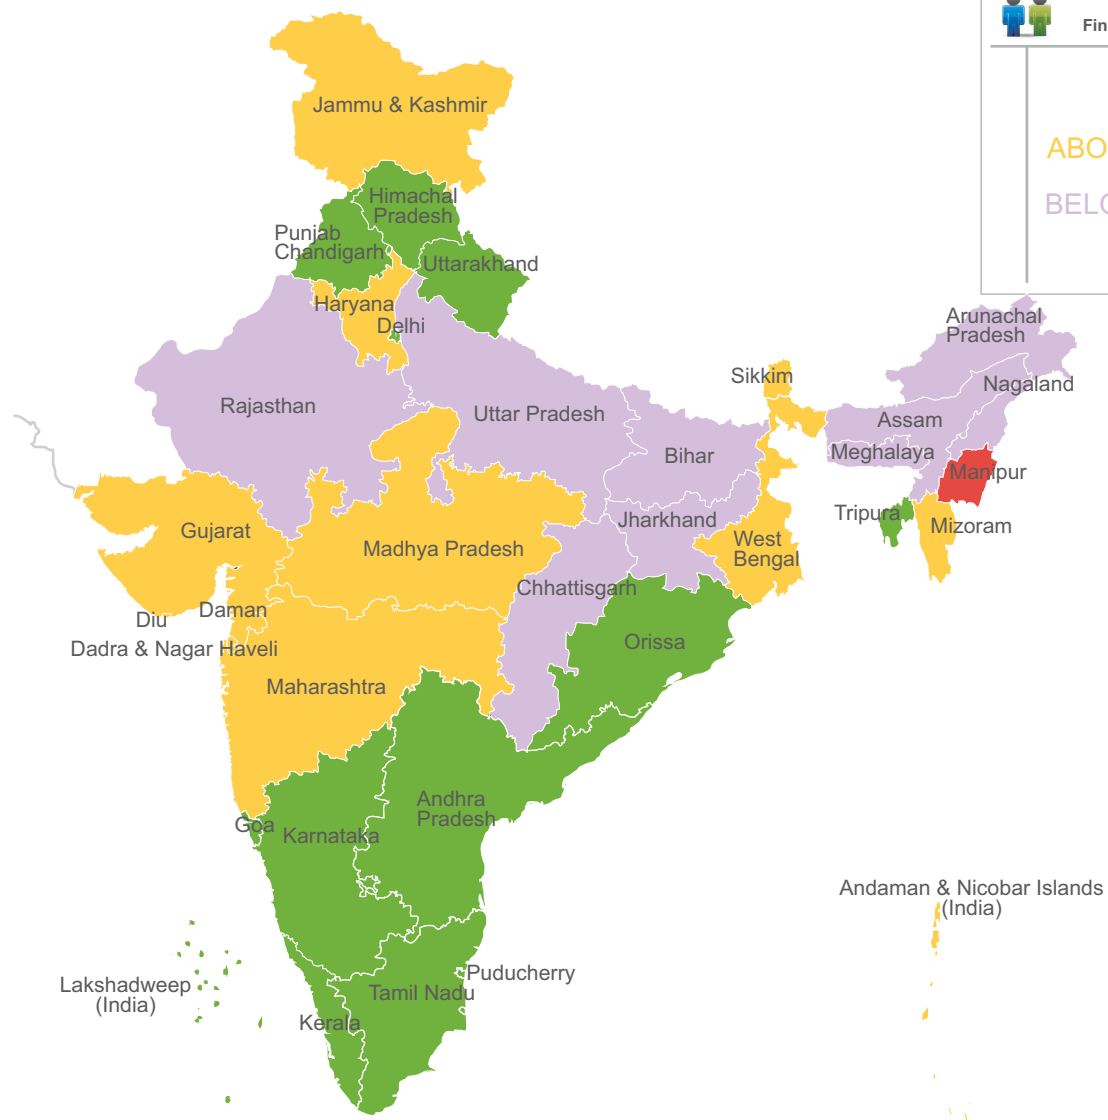 Fin
ABO
BELO
Jammu & Kashmir
Himachal
Pradesh
Punjab
Chandigarh
Uttarakhand
Haryana
Delhi
Arunachal
Pradesh
Sikkim
Nagaland
Rajasthan
Uttar Pradesh
Assam
Bihar
Meghalaya
Manipur
Tripura
Jharkhand
Mizoram
Gujarat
Madhya Pradesh
West
Bengal
Chhattisgarh
Diu
Daman
Dadra & Nagar Haveli
Orissa
Maharashtra
Andhra
Pradesh
Goa
Karnataka
Andaman & Nicobar Islands
(India)
Lakshadweep
(India)
Puducherry
Tamil Nadu
Kerala